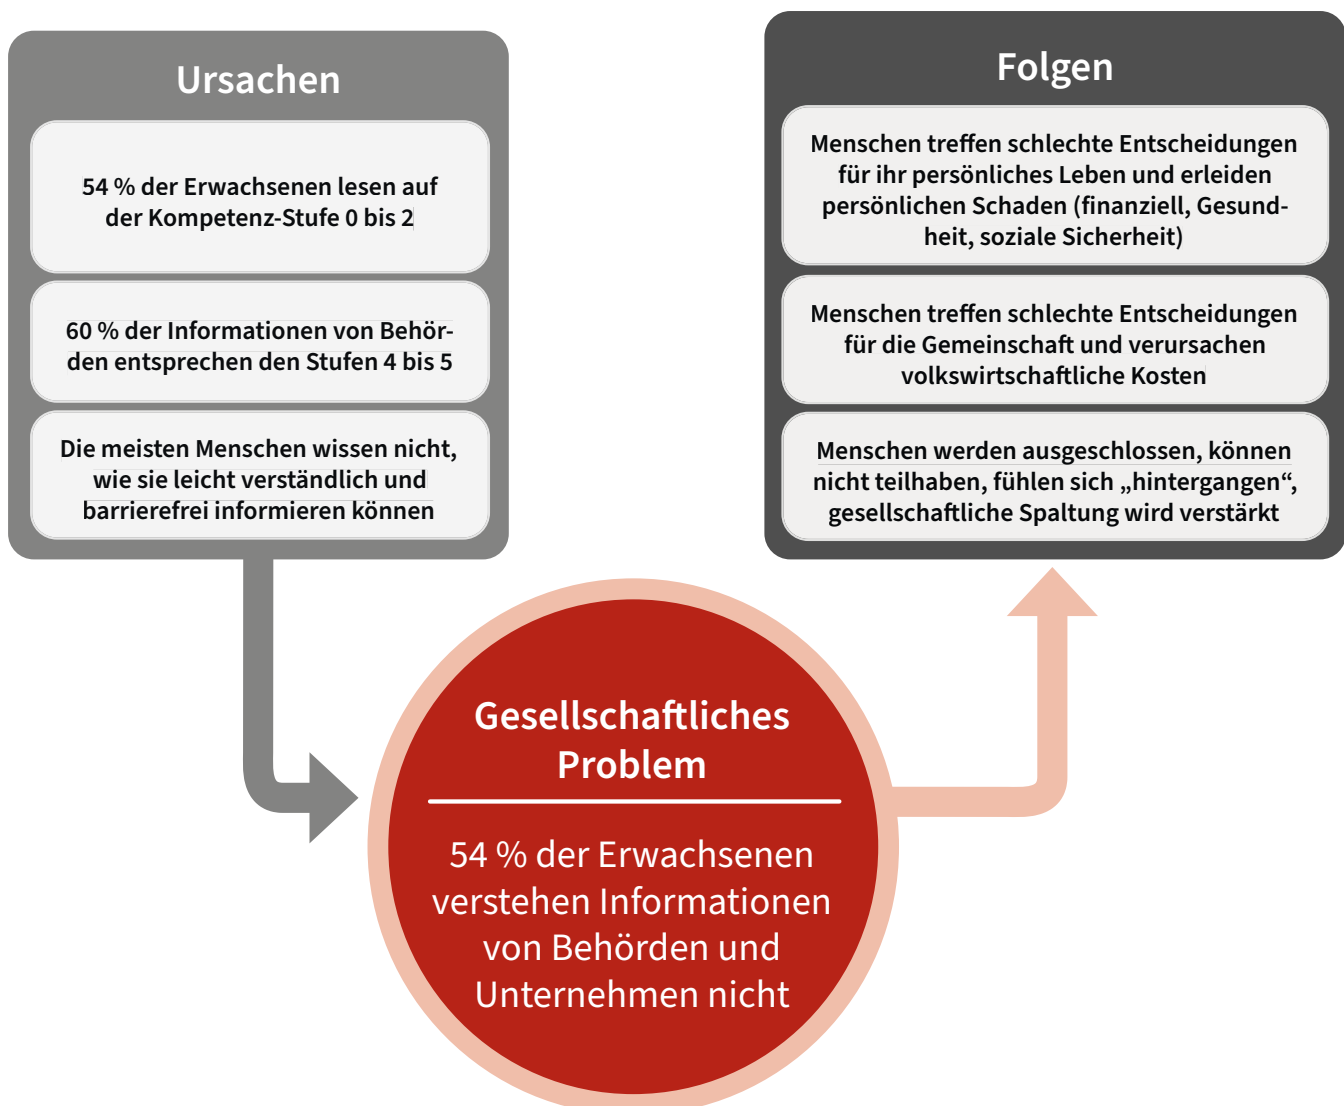 Ursachen
54 % der Erwachsenen lesen auf
der Kompetenz-Stufe 0 bis 2
60 % der Informationen von Behör-
den entsprechen den Stufen 4 bis 5
Die meisten Menschen wissen nicht,
wie sie leicht verständlich und
barrierefrei informieren können
Folgen
Menschen treffen schlechte Entscheidungen
für ihr persönliches Leben und erleiden
persönlichen Schaden (finanziell, Gesund-
heit, soziale Sicherheit)
Menschen treffen schlechte Entscheidungen
für die Gemeinschaft und verursachen
volkswirtschaftliche Kosten
Menschen werden ausgeschlossen, können
nicht teilhaben, fühlen sich „hintergangen“,
gesellschaftliche Spaltung wird verstärkt
Gesellschaftliches
Problem
54 % der Erwachsenen
verstehen Informationen
von Behörden und
Unternehmen nicht